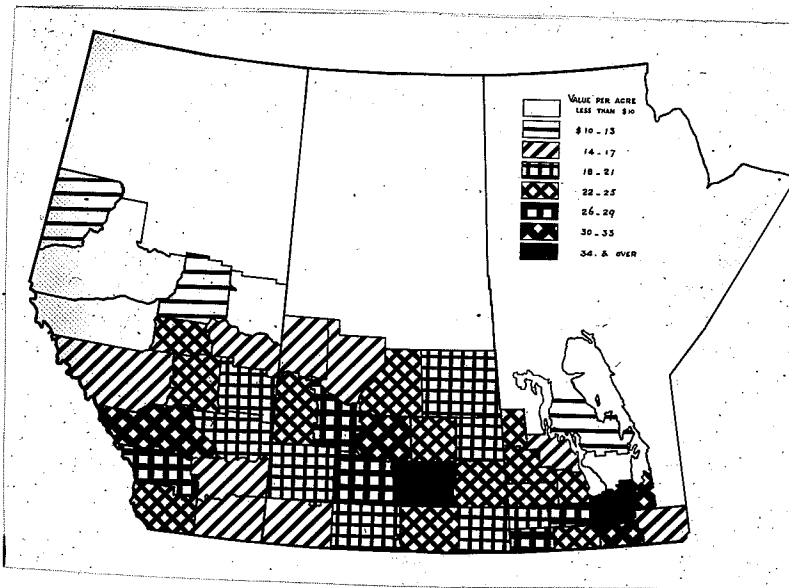 VALUE PER ACRE
LESS THAN $10
$10-13
14-17
18-21
22-25
26-29
30-33
34 & OVER